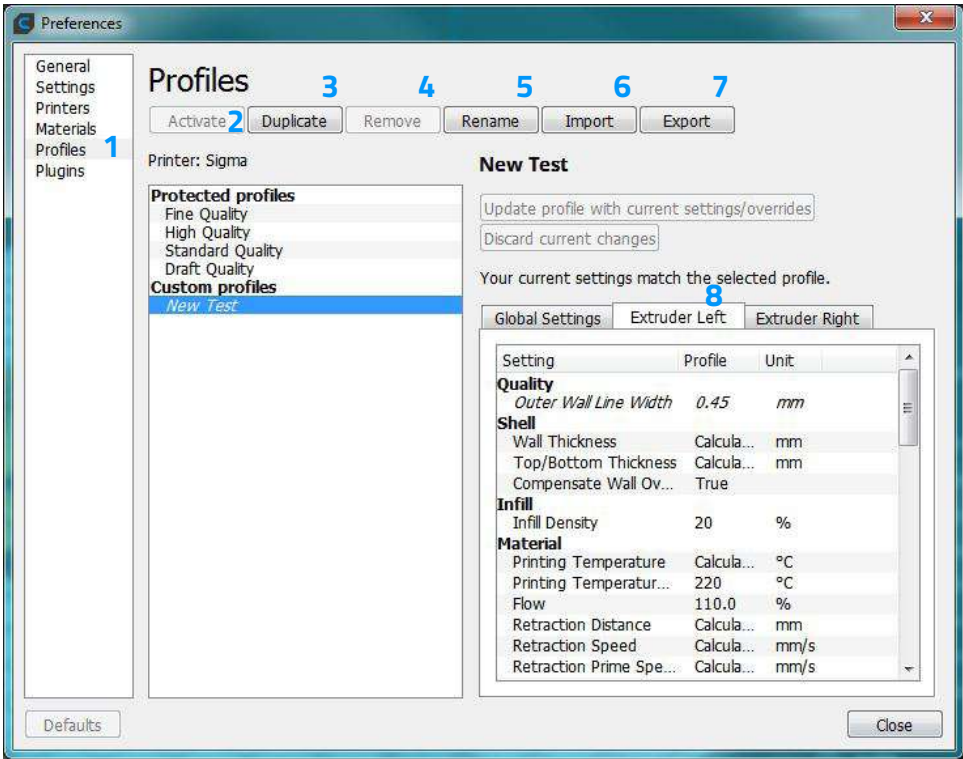 Preferences
General
Settings
Printers
Materials
Profiles 1
Plugins
Profiles
3 4 5 6 7
Activate 2 Duplicate Remove Rename Import Export
Printer: Sigma
Protected profiles
Fine Quality
High Quality
Standard Quality
Draft Quality
Custom profiles
New Test
New Test
Update profile with current settings/overrides
Discard current changes
Your current settings match the selected profile.
8
Global Settings Extruder Left Extruder Right
Setting Profile Unit
Quality
Outer Wall Line Width 0.45 mm
Shell
Wall Thickness Calcula... mm
Top/Bottom Thickness Calcula... mm
Compensate Wall Ov... True
Infill
Infill Density 20 %
Material
Printing Temperature Calcula... °C
Printing Temperatur... 220 °C
Flow 110.0 %
Retraction Distance Calcula... mm
Retraction Speed Calcula... mm/s
Retraction Prime Spe... Calcula... mm/s
Defaults
Close